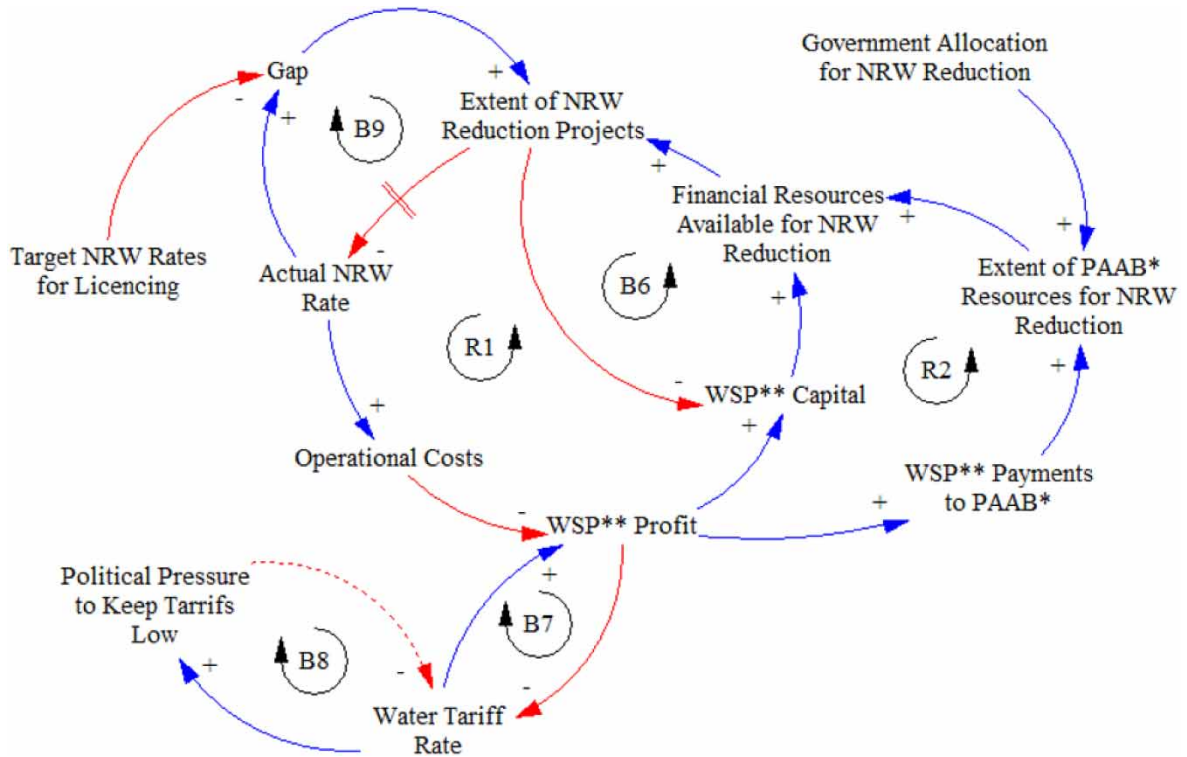 Government Allocation
for NRW Reduction
Gap
+
-
+
Extent of NRW
Reduction Projects
B9
+
Financial Resources
Available for NRW
Reduction
+
+
Target NRW Rates
for Licencing
-
Actual NRW
Rate
B6
Extent of PAAB*
Resources for NRW
Reduction
+
R1
+
R2
-
WSP** Capital
+
+
Operational Costs
WSP** Payments
to PAAB*
-
WSP** Profit
+
Political Pressure
to Keep Tarrifs
Low
+
B7
B8
+
-
-
Water Tariff
Rate